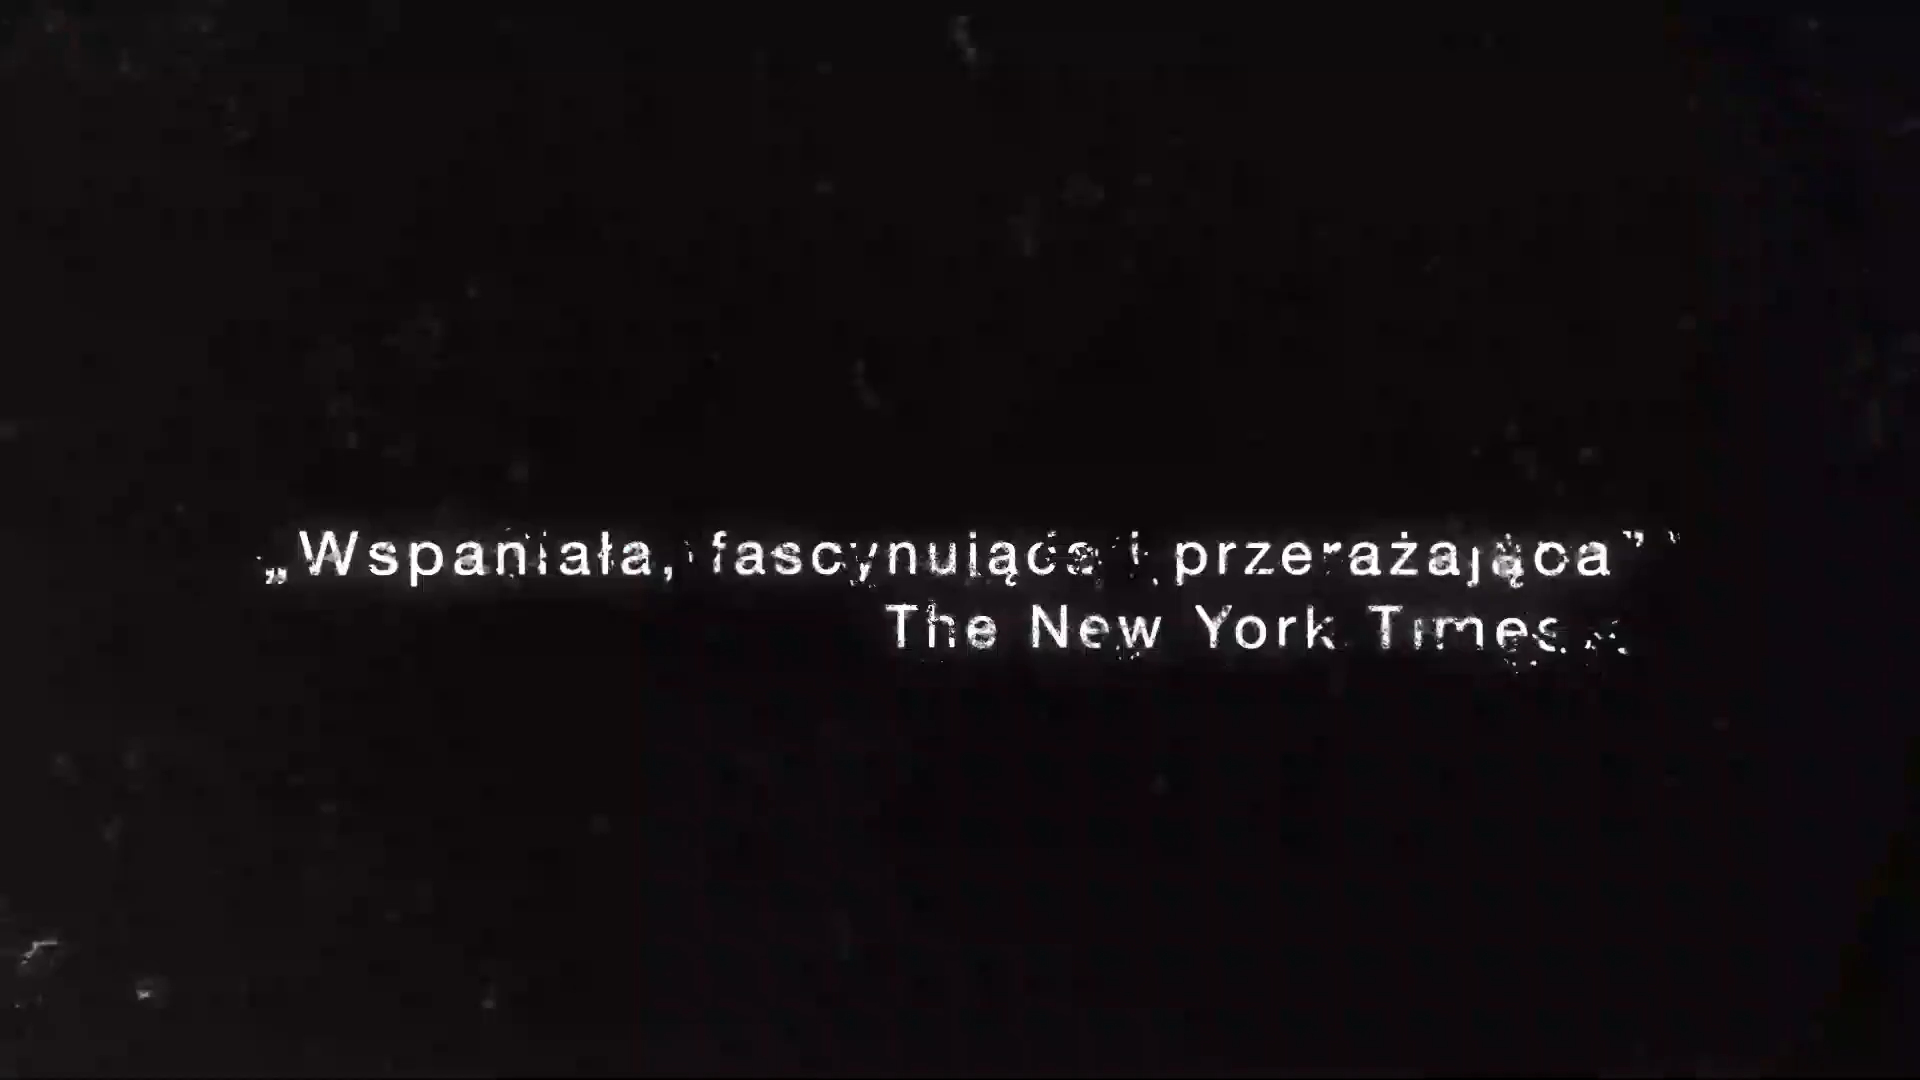 „Wspaniała, fascynująca i przerażająca”
The New York Times